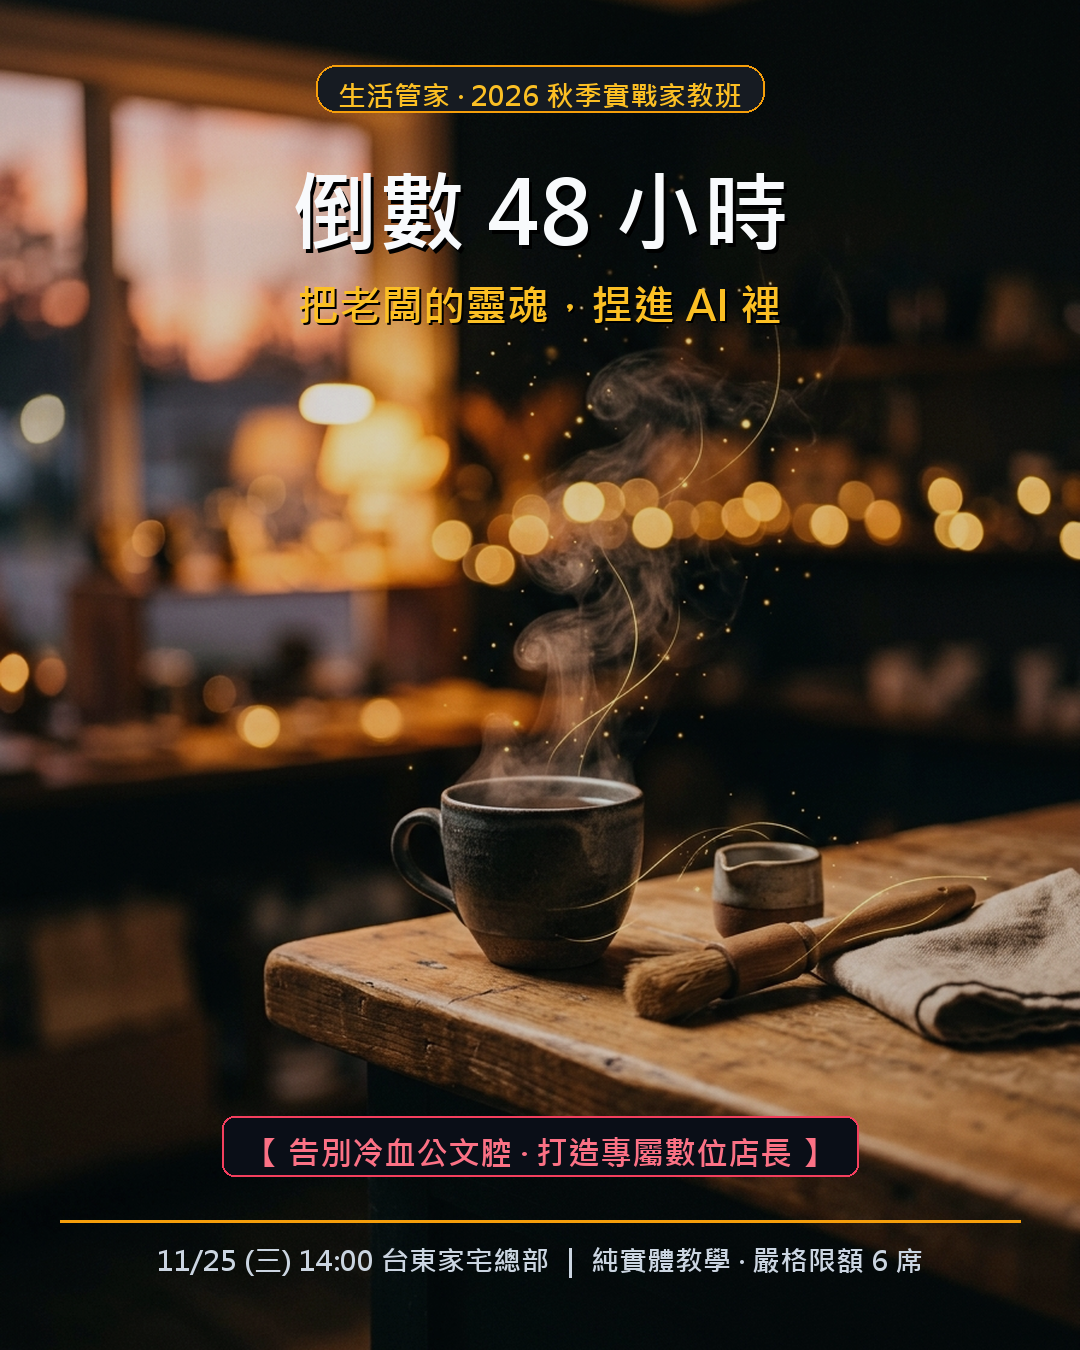 生活管家 · 2026 秋季實戰家教班
倒數 48 小時
把老闆的靈魂，捏進 AI 裡
【 告別冷血公文腔 · 打造專屬數位店長 】
11/25 (三) 14:00 台東家宅總部 ｜ 純實體教學 · 嚴格限額 6 席